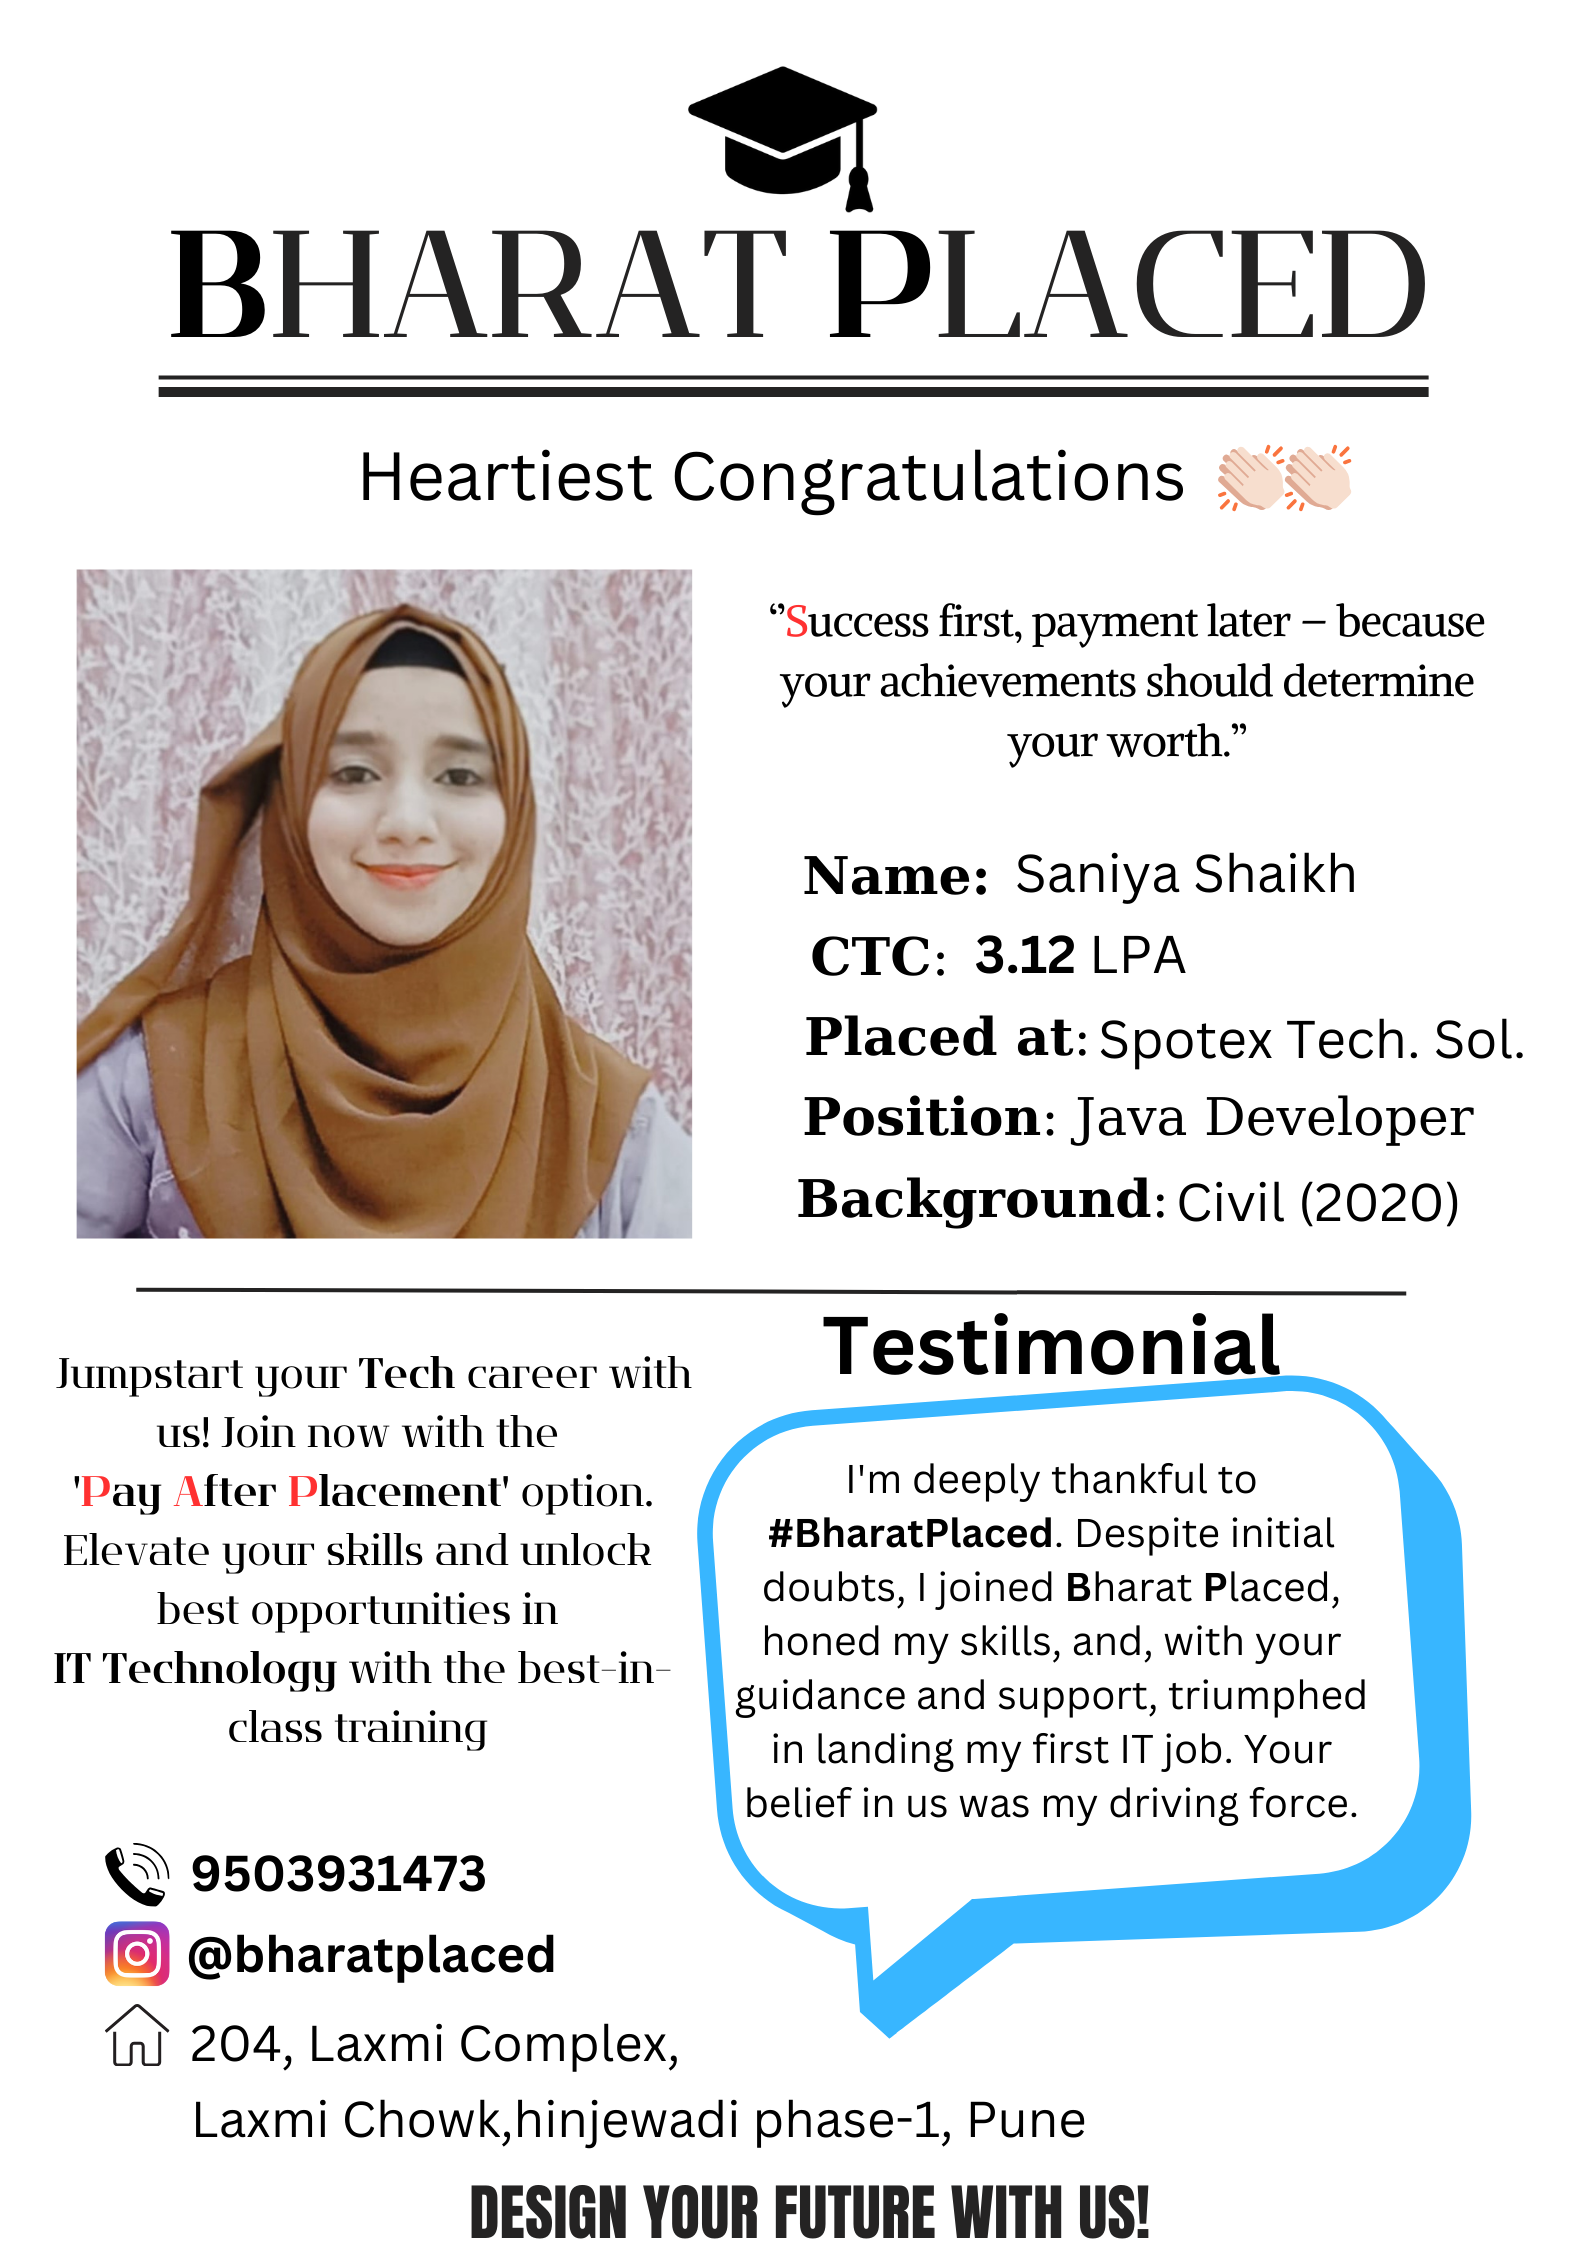 BHARAT PLACED
Heartiest Congratulations
“Success first, payment later – because
your achievements should determine
your worth.”
Name: Saniya Shaikh
CTC: 3.12 LPA
Placed at: Spotex Tech. Sol.
Position: Java Developer
Background: Civil (2020)
Jumpstart your Tech career with
us! Join now with the
'Pay After Placement' option.
Elevate your skills and unlock
best opportunities in
IT Technology with the best-in-
class training
Testimonial
I'm deeply thankful to
#BharatPlaced. Despite initial
doubts, I joined Bharat Placed,
honed my skills, and, with your
guidance and support, triumphed
in landing my first IT job. Your
belief in us was my driving force.
9503931473
@bharatplaced
204, Laxmi Complex,
Laxmi Chowk,hinjewadi phase-1, Pune
DESIGN YOUR FUTURE WITH US!